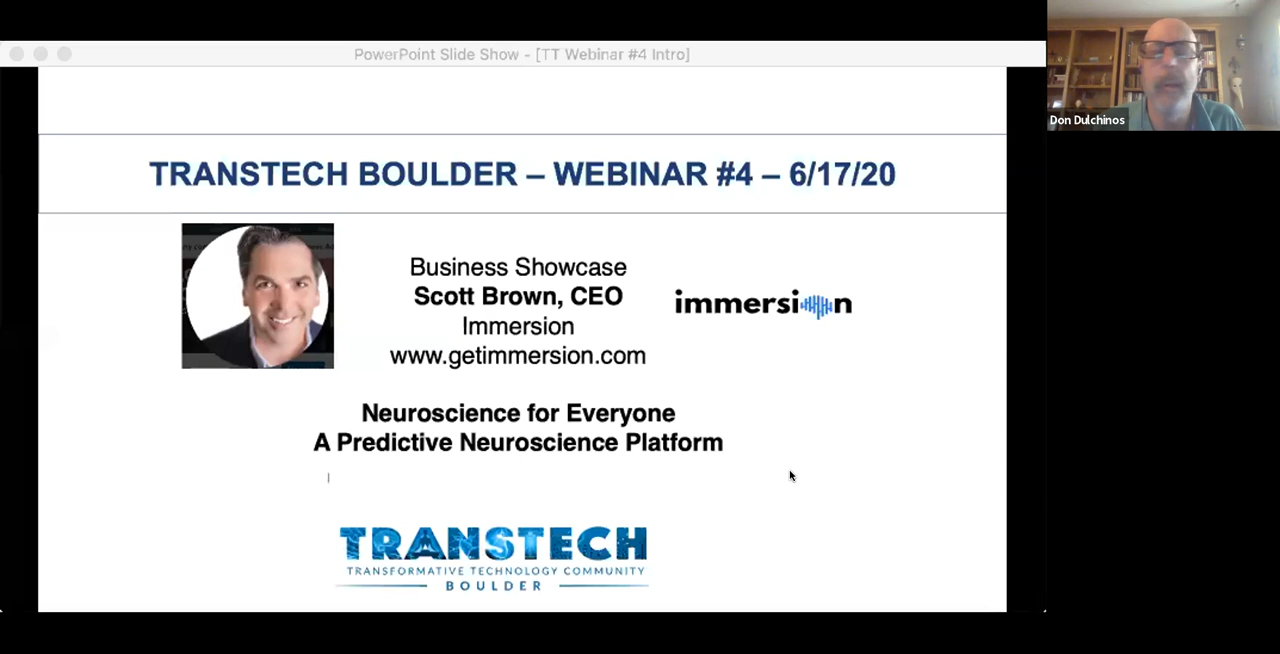 PowerPoint Slide Show - [TT Webinar #4 Intro]
Don Dulchinos
TRANSTECH BOULDER – WEBINAR #4 – 6/17/20
Business Showcase
Scott Brown, CEO
Immersion
www.getimmersion.com
immersion
Neuroscience for Everyone
A Predictive Neuroscience Platform
TRANSTECH
TRANSFORMATIVE TECHNOLOGY COMMUNITY
BOULDER